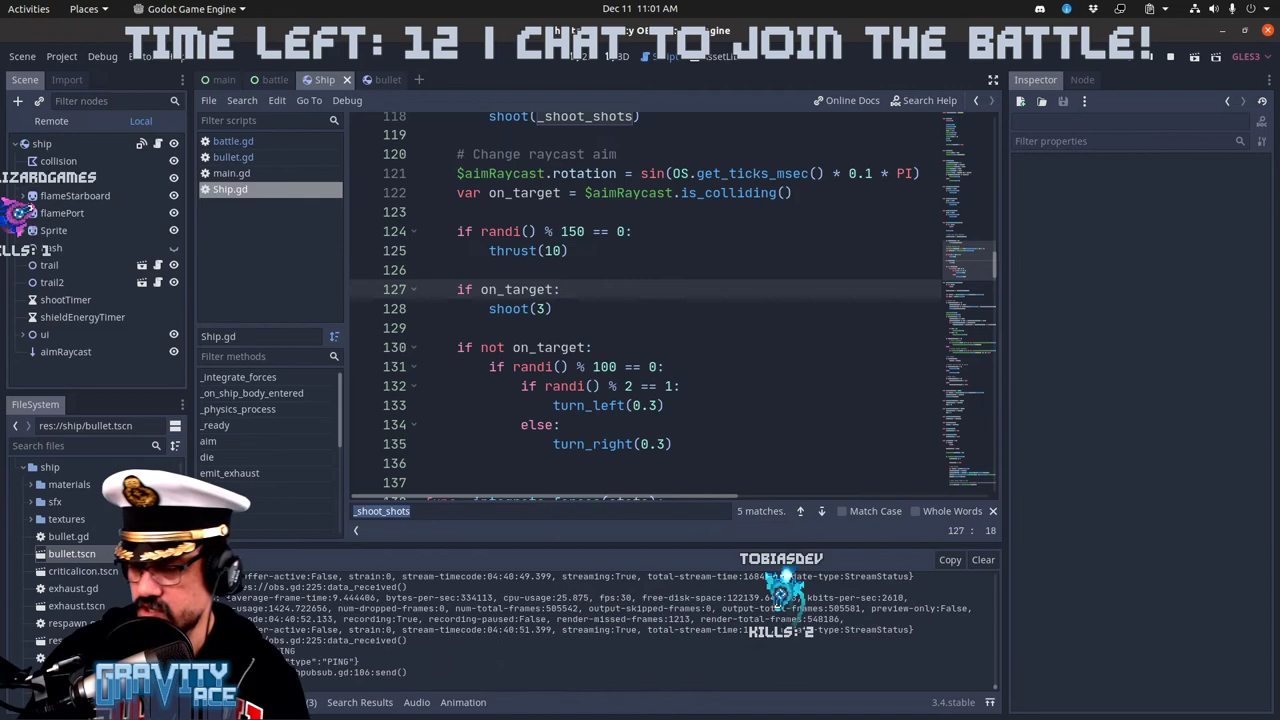 Activities Places Godot Game Engine Dec 11 11:01 AM
TIME LEFT: 12 | CHAT TO JOIN THE BATTLE!
Scene Project Debug GLES3
Scene Import
main battle Ship bullet
Inspector Node
Filter nodes
File Search Edit Go To Debug Online Docs Search Help
Remote Local
Filter scripts
Filter properties
ship
collision
LIZARDGAMES
flameStarboard
flamePort
Sprite
KILLS: 1
trail
trail2
shootTimer
shieldEnergyTimer
ui
aimRaycast
battle.gd
bullet.gd
main.gd
Ship.gd
Ship.gd
Filter methods
_integrate_forces
_on_ship_body_entered
_physics_process
_ready
aim
die
emit_exhaust
118 shoot(_shoot_shots)
119
120 # Change raycast aim
121 $aimRaycast.rotation = sin(OS.get_ticks_msec() * 0.1 * PI)
122 var on_target = $aimRaycast.is_colliding()
123
124 if randi() % 150 == 0:
125 thrust(10)
126
127 if on_target:
128 shoot(3)
129
130 if not on_target:
131 if randi() % 100 == 0:
132 if randi() % 2 == 1:
133 turn_left(0.3)
134 else:
135 turn_right(0.3)
136
137
_shoot_shots 5 matches. Match Case Whole Words
127 : 18
FileSystem
res://ship/bullet.tscn
Search files
ship
materials
sfx
textures
bullet.gd
bullet.tscn
criticalIcon.tscn
exhaust.gd
exhaust.tscn
respawn
TOBIASDEV
KILLS: 2
Copy Clear
GRAVITY ACE
Search Results Audio Animation 3.4.stable